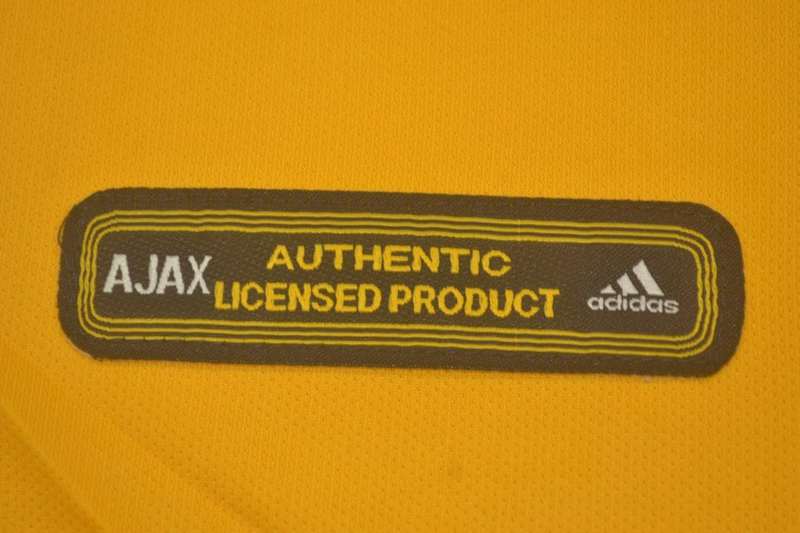 AJAX
AUTHENTIC
LICENSED PRODUCT
adidas